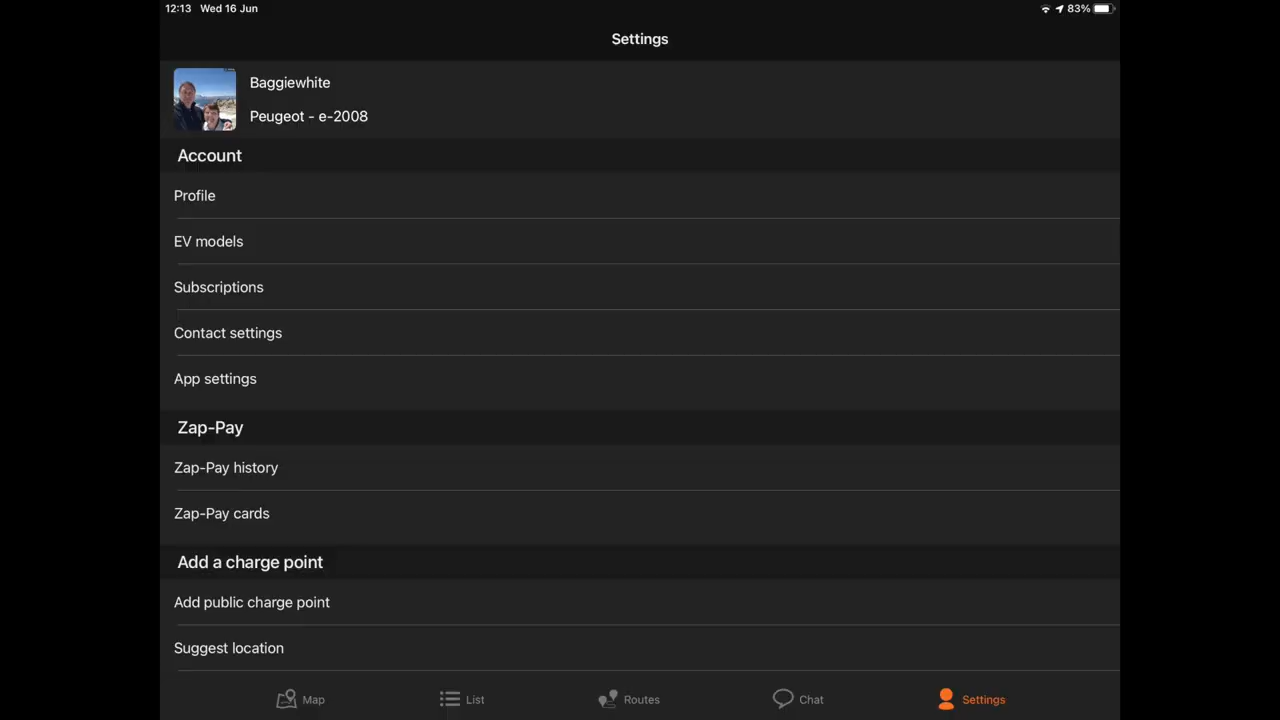 12:13 Wed 16 Jun
83%
Settings
Baggiewhite
Peugeot - e-2008
Account
Profile
EV models
Subscriptions
Contact settings
App settings
Zap-Pay
Zap-Pay history
Zap-Pay cards
Add a charge point
Add public charge point
Suggest location
Map
List
Routes
Chat
Settings